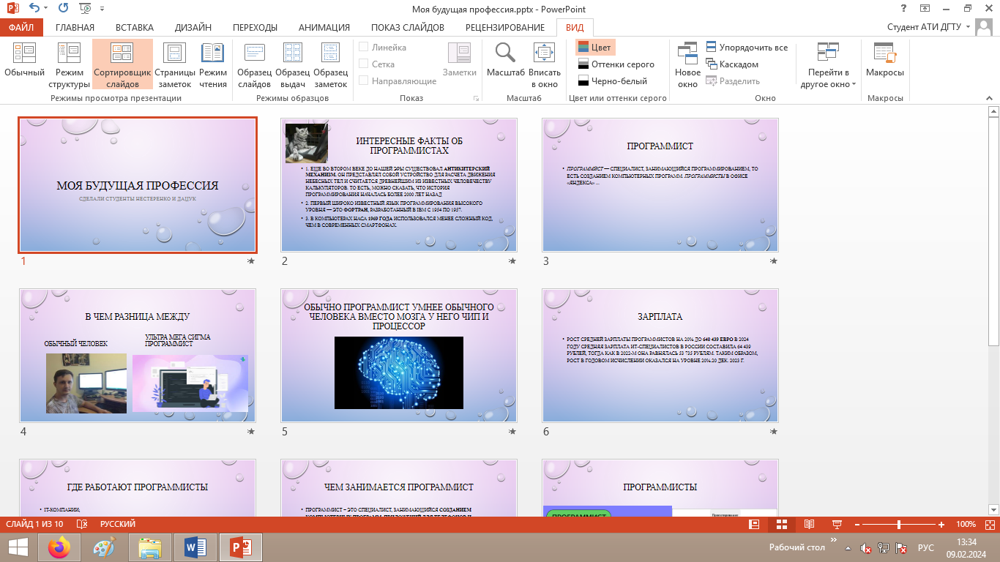 Моя будущая профессия.pptx - PowerPoint
ФАЙЛ ГЛАВНАЯ ВСТАВКА ДИЗАЙН ПЕРЕХОДЫ АНИМАЦИЯ ПОКАЗ СЛАЙДОВ РЕЦЕНЗИРОВАНИЕ ВИД
Студент АТИ ДГТУ
Обычный
Режим
структуры
Сортировщик
слайдов
Страницы
заметок
Режим
чтения
Режимы просмотра презентации
Образец
слайдов
Образец
выдач
Образец
заметок
Режимы образцов
Линейка
Сетка
Направляющие
Заметки
Показ
Масштаб
Вписать
в окно
Масштаб
Цвет
Оттенки серого
Черно-белый
Цвет или оттенки серого
Новое
окно
Упорядочить все
Каскадом
Разделить
Перейти в
другое окно
Окно
Макросы
Макросы
МОЯ БУДУЩАЯ ПРОФЕССИЯ
СДЕЛАЛИ СТУДЕНТЫ НЕСТЕРЕНКО И ДАЦУК
1
ИНТЕРЕСНЫЕ ФАКТЫ ОБ
ПРОГРАММИСТАХ
• 1. ЕЩЕ ВО ВТОРОМ ВЕКЕ ДО НАШЕЙ ЭРЫ СУЩЕСТВОВАЛ АНТИКИТЕРСКИЙ
МЕХАНИЗМ. ОН ПРЕДСТАВЛЯЛ СОБОЙ УСТРОЙСТВО ДЛЯ РАСЧЕТА ДВИЖЕНИЯ
НЕБЕСНЫХ ТЕЛ И СЧИТАЕТСЯ ДРЕВНЕЙШИМ ИЗ ИЗВЕСТНЫХ ЧЕЛОВЕЧЕСТВУ
КАЛЬКУЛЯТОРОВ. ТО ЕСТЬ, МОЖНО СКАЗАТЬ, ЧТО ИСТОРИЯ
ПРОГРАММИРОВАНИЯ НАЧАЛАСЬ БОЛЕЕ 2000 ЛЕТ НАЗАД
• 2. ПЕРВЫЙ ШИРОКО ИЗВЕСТНЫЙ ЯЗЫК ПРОГРАММИРОВАНИЯ ВЫСОКОГО
УРОВНЯ — ЭТО ФОРТРАН, РАЗРАБОТАННЫЙ В IBM С 1954 ПО 1957.
• 3. В КОМПЬЮТЕРАХ НАСА 1969 ГОДА ИСПОЛЬЗОВАЛСЯ МЕНЕЕ СЛОЖНЫЙ КОД,
ЧЕМ В СОВРЕМЕННЫХ СМАРТФОНАХ.
2
ПРОГРАММИСТ
• ПРОГРАММИСТ — СПЕЦИАЛИСТ, ЗАНИМАЮЩИЙСЯ ПРОГРАММИРОВАНИЕМ, ТО
ЕСТЬ СОЗДАНИЕМ КОМПЬЮТЕРНЫХ ПРОГРАММ. ПРОГРАММИСТЫ В ОФИСЕ
«ЯНДЕКСА» ...
3
В ЧЕМ РАЗНИЦА МЕЖДУ
ОБЫЧНЫЙ ЧЕЛОВЕК
УЛЬТРА МЕГА СИГМА
ПРОГРАММИСТ
4
ОБЫЧНО ПРОГРАММИСТ УМНЕЕ ОБЫЧНОГО
ЧЕЛОВЕКА ВМЕСТО МОЗГА У НЕГО ЧИП И
ПРОЦЕССОР
5
ЗАРПЛАТА
• РОСТ СРЕДНЕЙ ЗАРПЛАТЫ ПРОГРАММИСТОВ НА 20% ДО 640 439 ЕВРО В 2024
ГОДУ СРЕДНЯЯ ЗАРПЛАТА ИТ-СПЕЦИАЛИСТОВ В РОССИИ СОСТАВИЛА 64 439
РУБЛЕЙ, ТОГДА КАК В 2022-М ОНА РАВНЯЛАСЬ 53 735 РУБЛЯМ. ТАКИМ ОБРАЗОМ,
РОСТ В ГОДОВОМ ИСЧИСЛЕНИИ ОКАЗАЛСЯ НА УРОВНЕ 20%.20 ДЕК. 2023 Г.
6
ГДЕ РАБОТАЮТ ПРОГРАММИСТЫ
• IT-КОМПАНИИ;
ЧЕМ ЗАНИМАЕТСЯ ПРОГРАММИСТ
• ПРОГРАММИСТ – ЭТО СПЕЦИАЛИСТ, ЗАНИМАЮЩИЙСЯ СОЗДАНИЕМ
ПРОГРАММИСТЫ
ПРОГРАММИСТ
СЛАЙД 1 ИЗ 10 РУССКИЙ
100%
Рабочий стол
РУС
13:34
09.02.2024